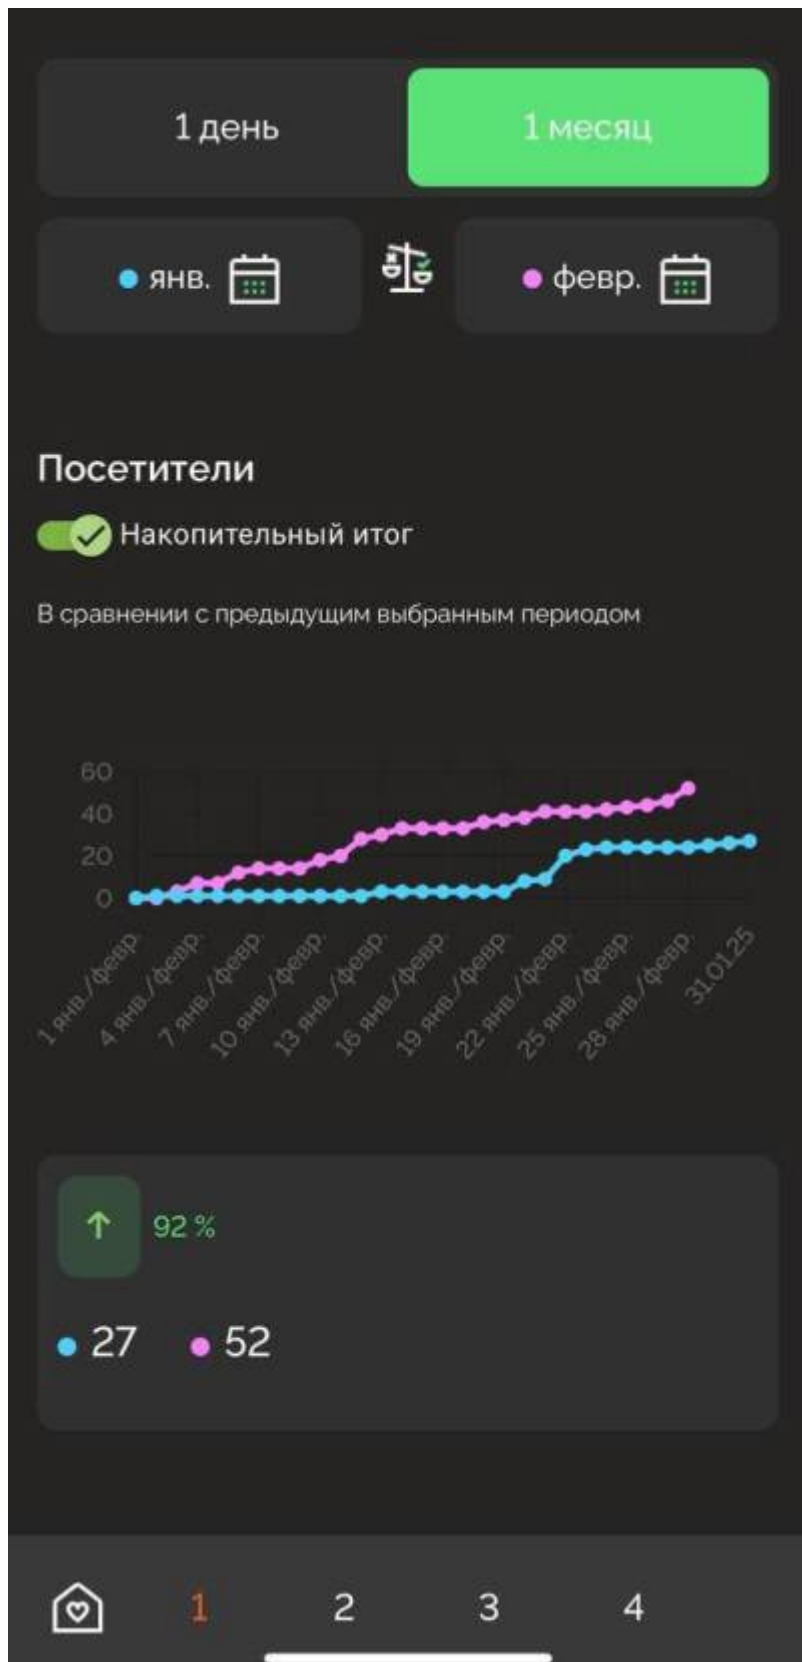 1 день
1 месяц
янв.
февр.
Посетители
Накопительный итог
В сравнении с предыдущим выбранным периодом
60
40
20
0
1 янв./февр.
4 янв./февр.
7 янв./февр.
10 янв./февр.
13 янв./февр.
16 янв./февр.
19 янв./февр.
22 янв./февр.
25 янв./февр.
28 янв./февр.
31.01.25
92 %
27
52
1
2
3
4